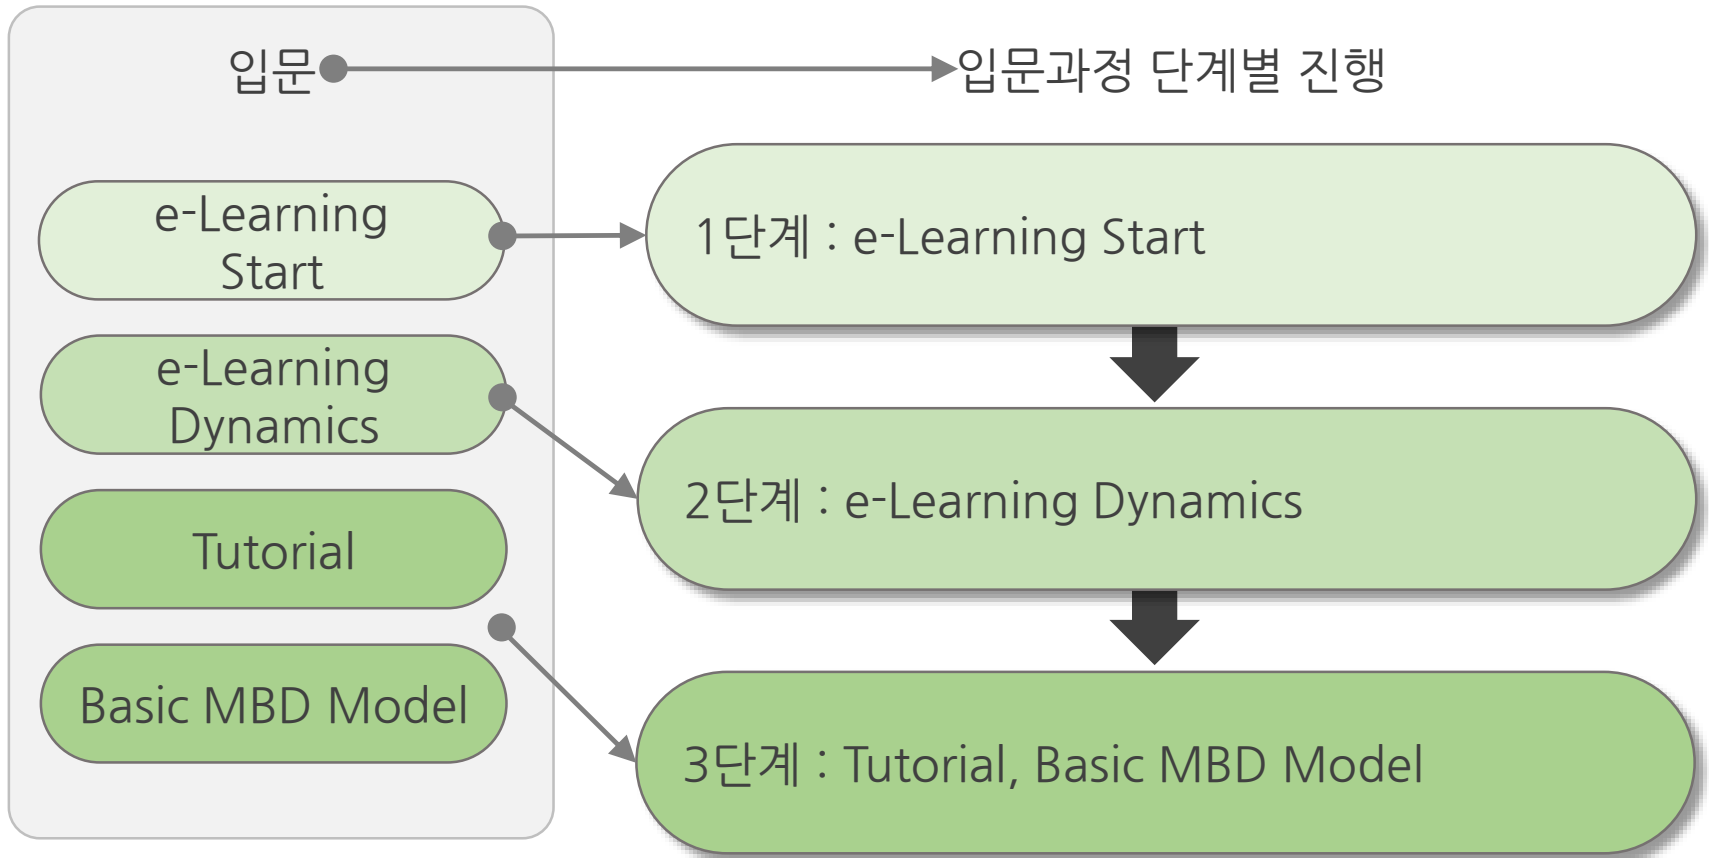 입문
입문과정 단계별 진행
e-Learning
Start
e-Learning
Dynamics
Tutorial
Basic MBD Model
1단계 : e-Learning Start
2단계 : e-Learning Dynamics
3단계 : Tutorial, Basic MBD Model